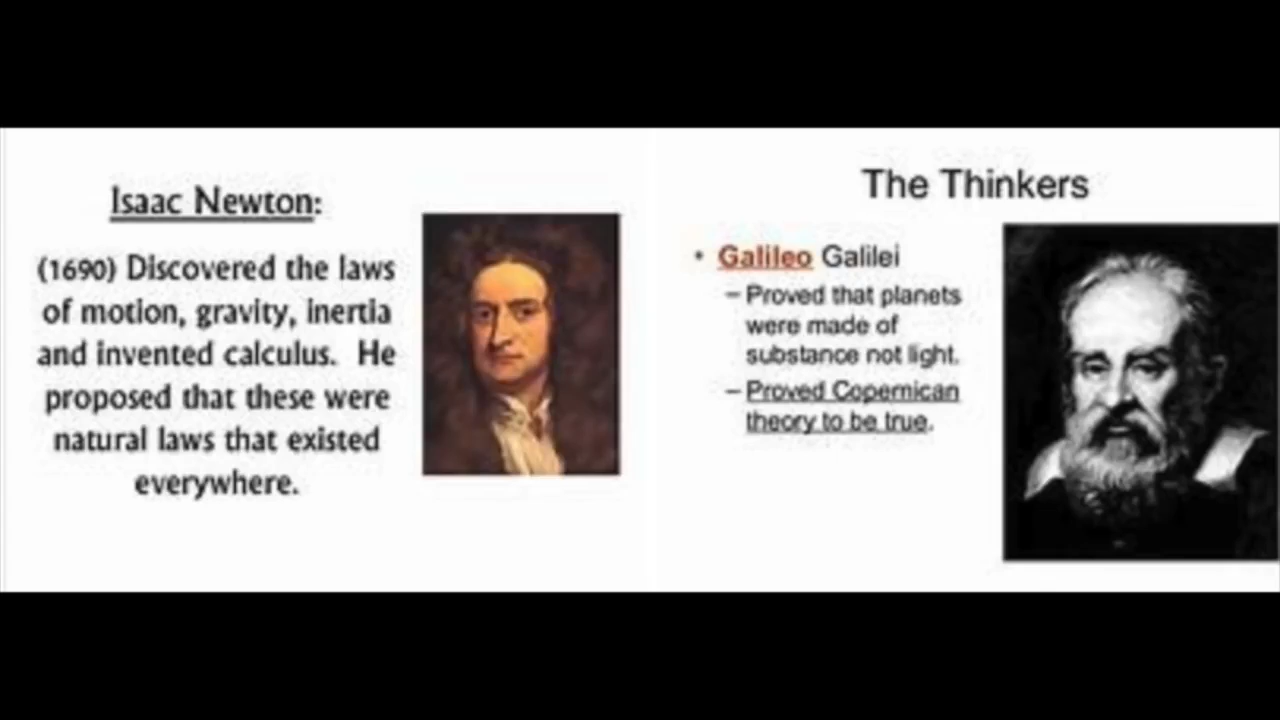 Isaac Newton:
(1690) Discovered the laws
of motion, gravity, inertia
and invented calculus. He
proposed that these were
natural laws that existed
everywhere.
The Thinkers
• Galileo Galilei
– Proved that planets
were made of
substance not light.
– Proved Copernican
theory to be true.